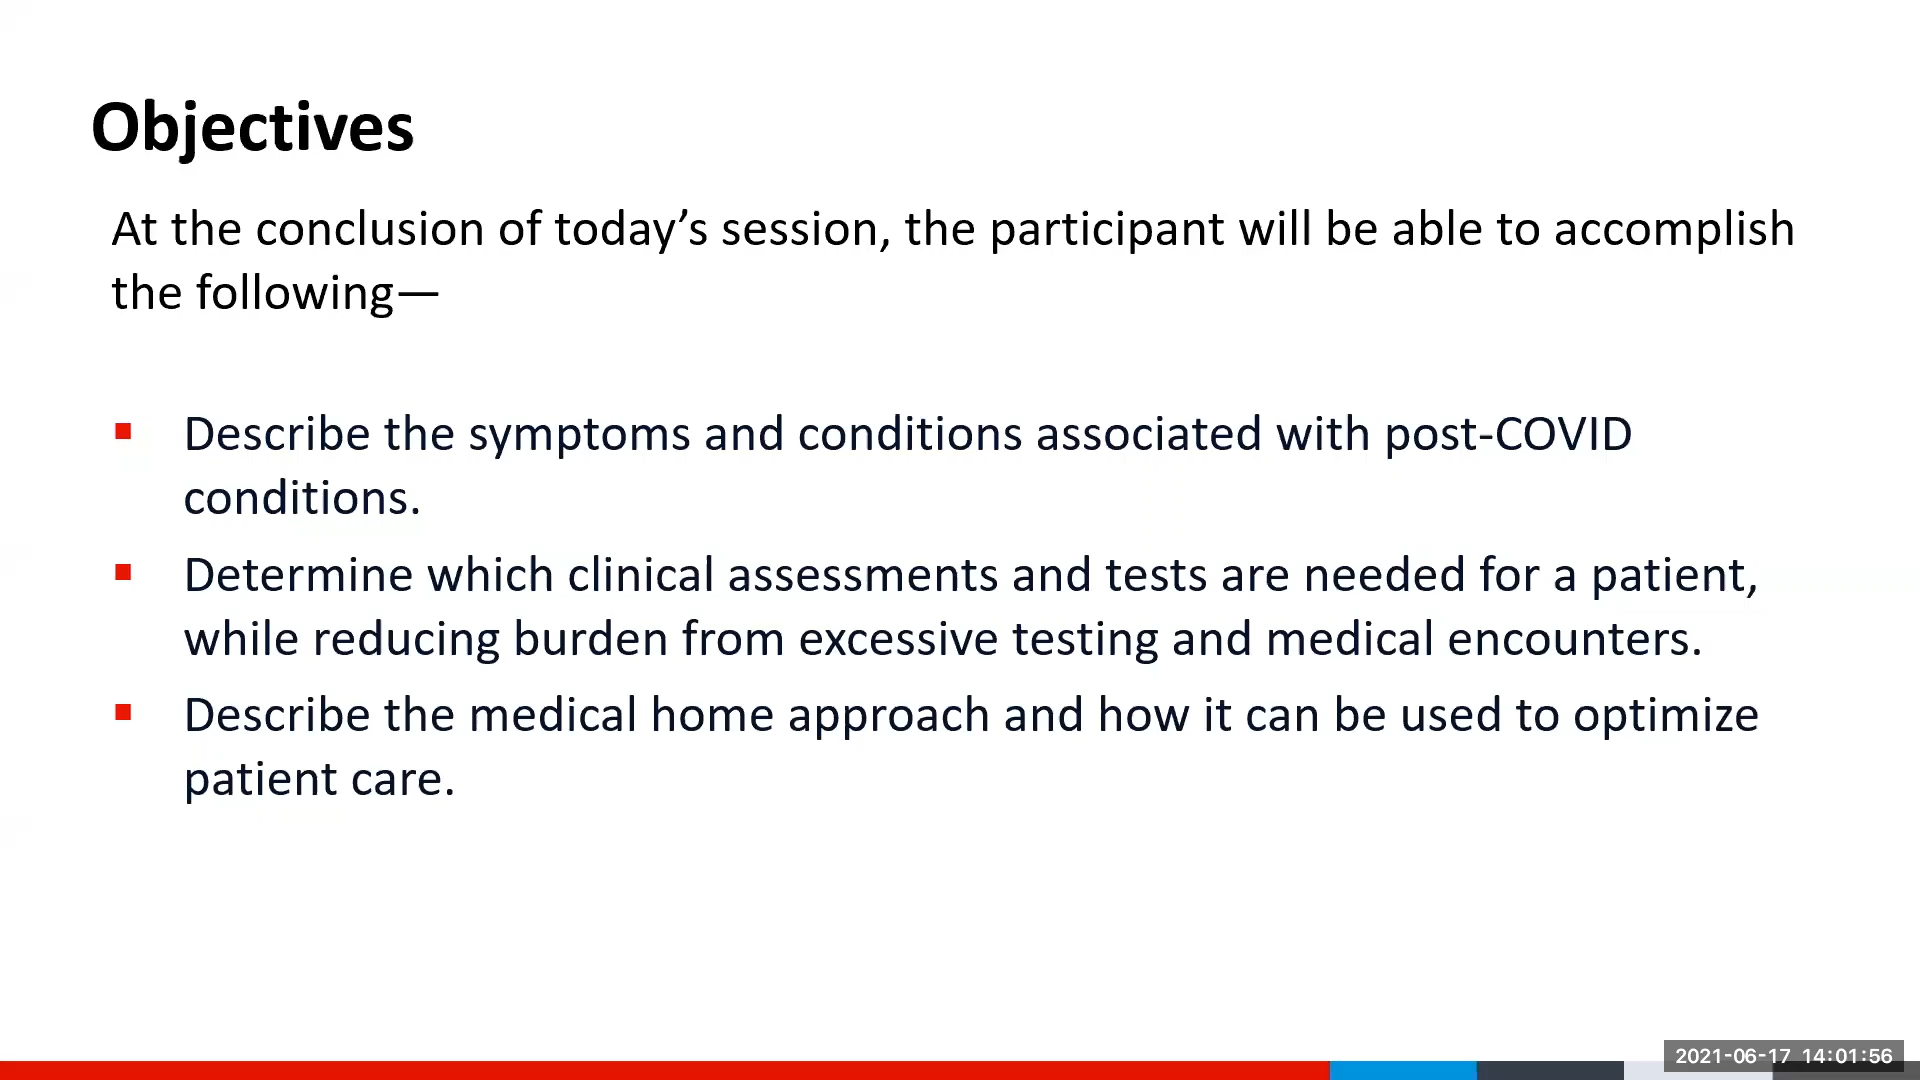 Objectives
At the conclusion of today’s session, the participant will be able to accomplish
the following—
▪ Describe the symptoms and conditions associated with post-COVID
conditions.
▪ Determine which clinical assessments and tests are needed for a patient,
while reducing burden from excessive testing and medical encounters.
▪ Describe the medical home approach and how it can be used to optimize
patient care.
2021-06-17 14:01:56